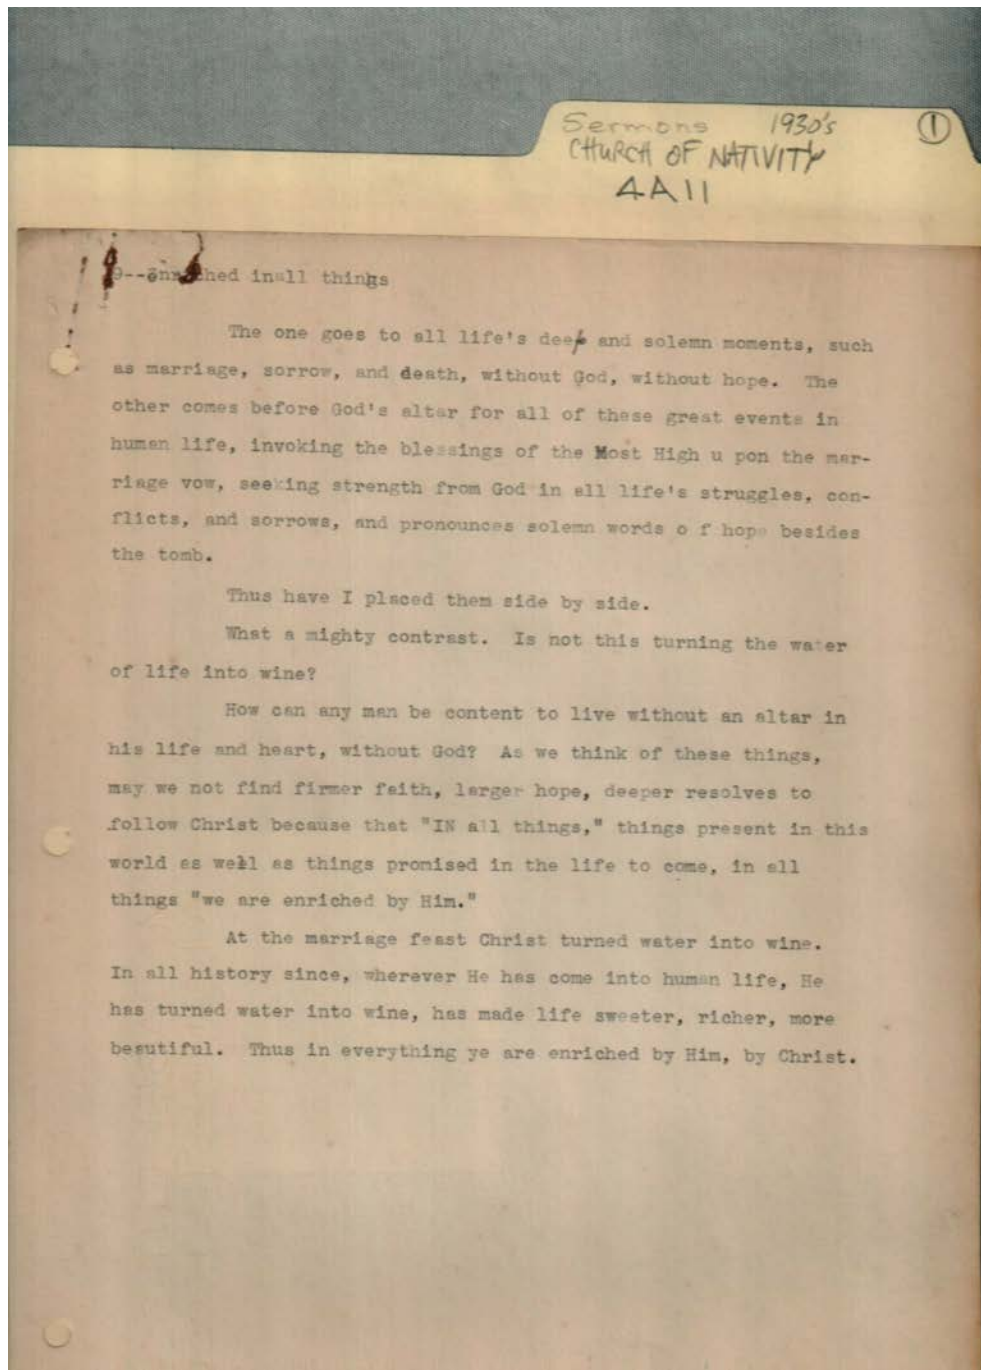 Sermons 1930's ①
CHURCH OF NATIVITY
4A11
9--enriched inall things
The one goes to all life's deep and solemn moments, such
as marriage, sorrow, and death, without God, without hope. The
other comes before God's altar for all of these great events in
human life, invoking the blessings of the Most High u pon the mar-
riage vow, seeking strength from God in all life's struggles, con-
flicts, and sorrows, and pronounces solemn words o f hope besides
the tomb.
Thus have I placed them side by side.
What a mighty contrast. Is not this turning the water
of life into wine?
How can any man be content to live without an altar in
his life and heart, without God? As we think of these things,
may we not find firmer faith, larger hope, deeper resolves to
follow Christ because that "IN all things," things present in this
world as well as things promised in the life to come, in all
things "we are enriched by Him."
At the marriage feast Christ turned water into wine.
In all history since, wherever He has come into human life, He
has turned water into wine, has made life sweeter, richer, more
beautiful. Thus in everything ye are enriched by Him, by Christ.